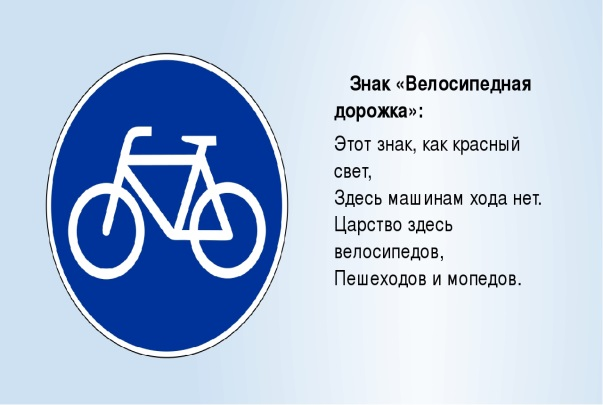 Знак «Велосипедная
дорожка»:
Этот знак, как красный
свет,
Здесь машинам хода нет.
Царство здесь
велосипедов,
Пешеходов и мопедов.